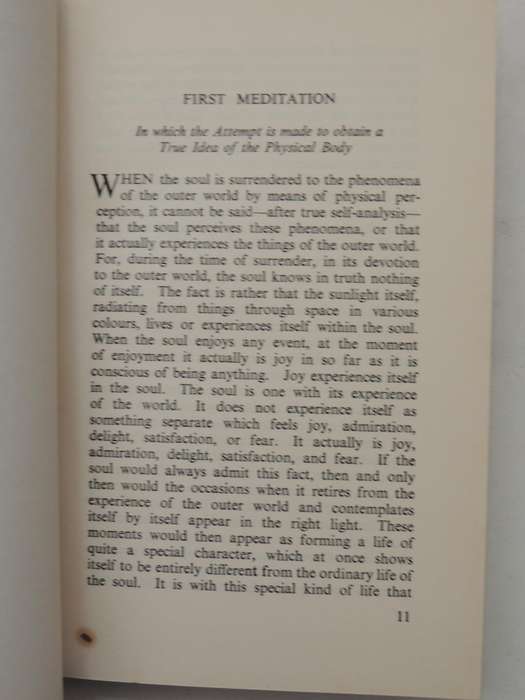 FIRST MEDITATION
In which the Attempt is made to obtain a
True Idea of the Physical Body
WHEN the soul is surrendered to the phenomena
of the outer world by means of physical per-
ception, it cannot be said—after true self-analysis—
that the soul perceives these phenomena, or that
it actually experiences the things of the outer world.
For, during the time of surrender, in its devotion
to the outer world, the soul knows in truth nothing
of itself. The fact is rather that the sunlight itself,
radiating from things through space in various
colours, lives or experiences itself within the soul.
When the soul enjoys any event, at the moment
of enjoyment it actually is joy in so far as it is
conscious of being anything. Joy experiences itself
in the soul. The soul is one with its experience
of the world. It does not experience itself as
something separate which feels joy, admiration,
delight, satisfaction, or fear. It actually is joy,
admiration, delight, satisfaction, and fear. If the
soul would always admit this fact, then and only
then would the occasions when it retires from the
experience of the outer world and contemplates
itself by itself appear in the right light. These
moments would then appear as forming a life of
quite a special character, which at once shows
itself to be entirely different from the ordinary life of
the soul. It is with this special kind of life that
11